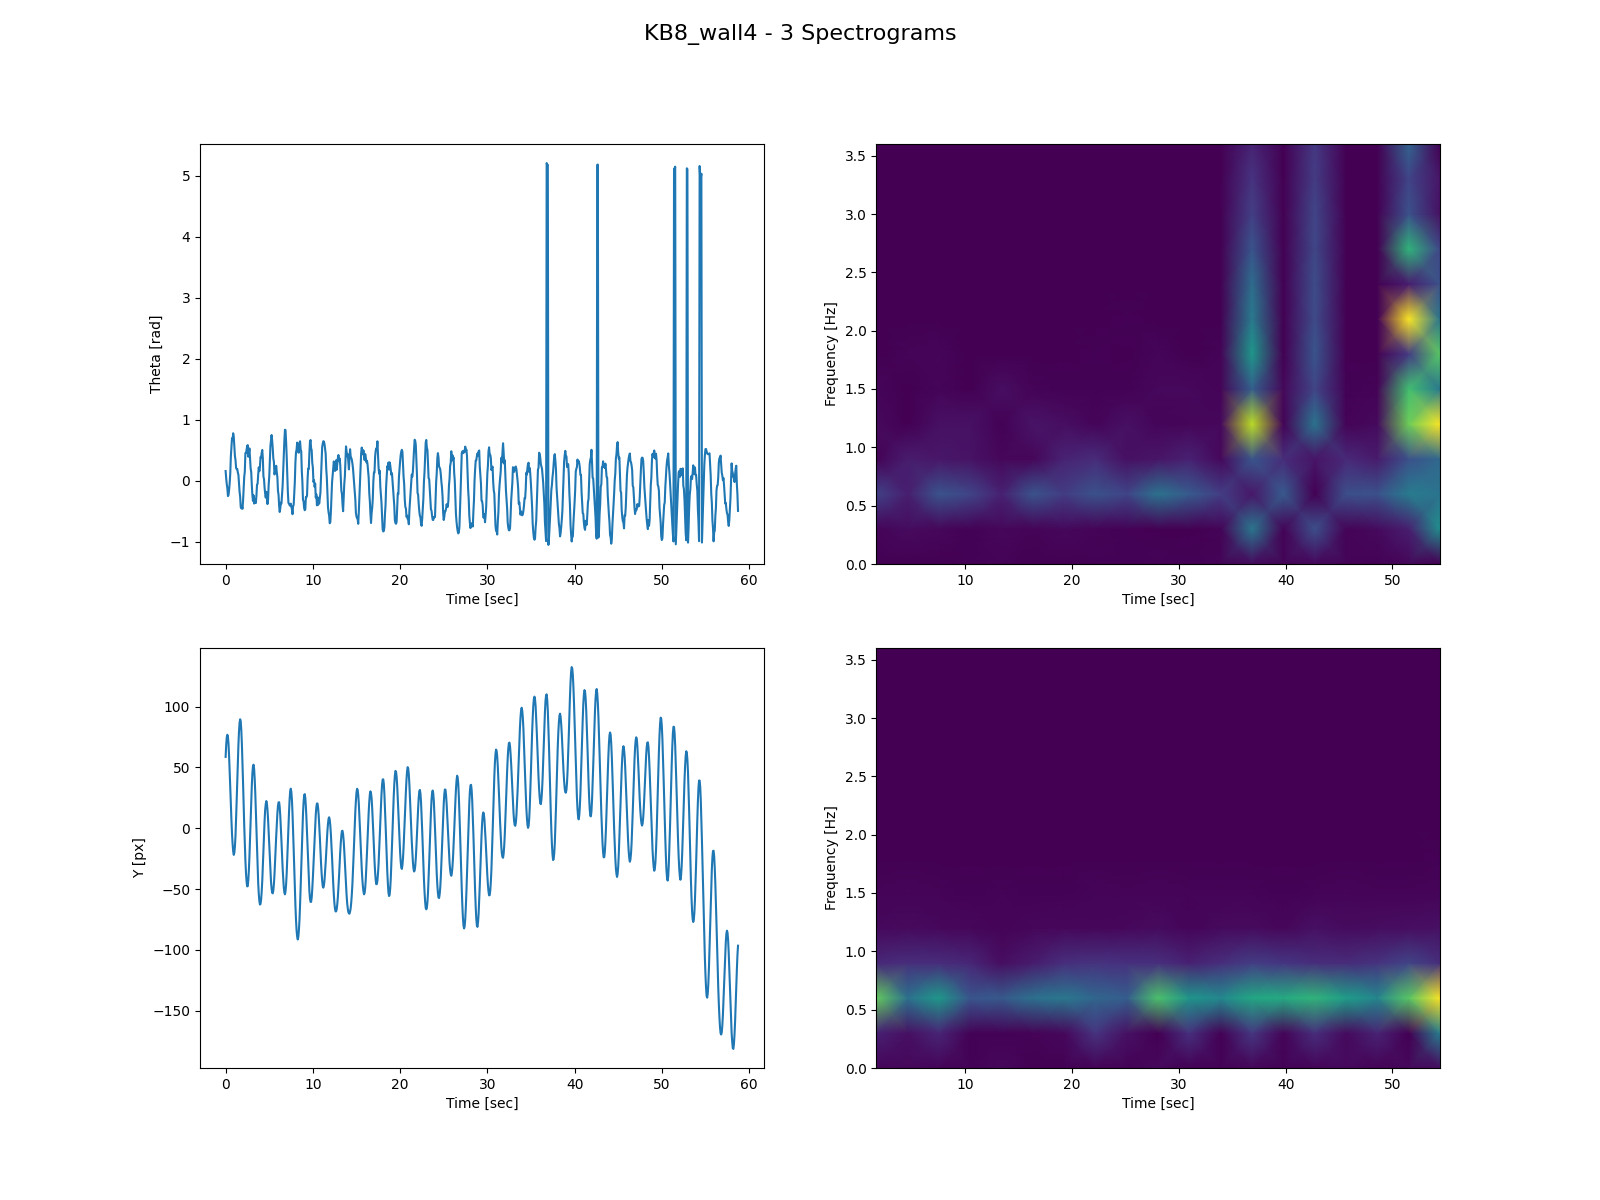 KB8_wall4 - 3 Spectrograms
Theta [rad]
5
4
3
2
1
0
−1
0 10 20 30 40 50 60
Time [sec]
Frequency [Hz]
3.5
3.0
2.5
2.0
1.5
1.0
0.5
0.0
10 20 30 40 50
Time [sec]
Y [px]
100
50
0
−50
−100
−150
0 10 20 30 40 50 60
Time [sec]
Frequency [Hz]
3.5
3.0
2.5
2.0
1.5
1.0
0.5
0.0
10 20 30 40 50
Time [sec]